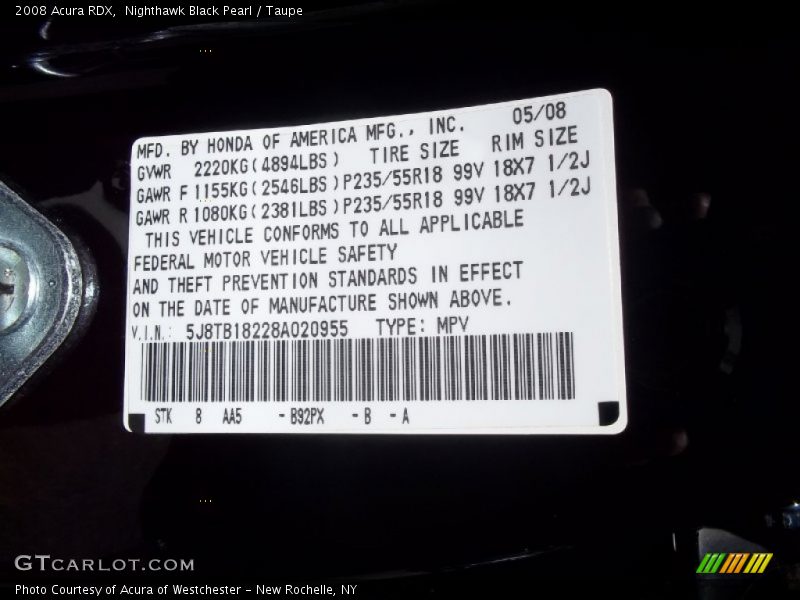 2008 Acura RDX,  Nighthawk Black Pearl / Taupe
MFD. BY HONDA OF AMERICA MFG., INC. 05/08
GVWR 2220KG(4894LBS) TIRE SIZE RIM SIZE
GAWR F 1155KG(2546LBS)P235/55R18 99V 18X7 1/2J
GAWR R 1080KG(2381LBS)P235/55R18 99V 18X7 1/2J
THIS VEHICLE CONFORMS TO ALL APPLICABLE
FEDERAL MOTOR VEHICLE SAFETY
AND THEFT PREVENTION STANDARDS IN EFFECT
ON THE DATE OF MANUFACTURE SHOWN ABOVE.
V.I.N.: 5J8TB18228A020955 TYPE: MPV
STK 8 AA5 - B92PX - B - A
GTCARLOT.COM
Photo Courtesy of Acura of Westchester – New Rochelle, NY